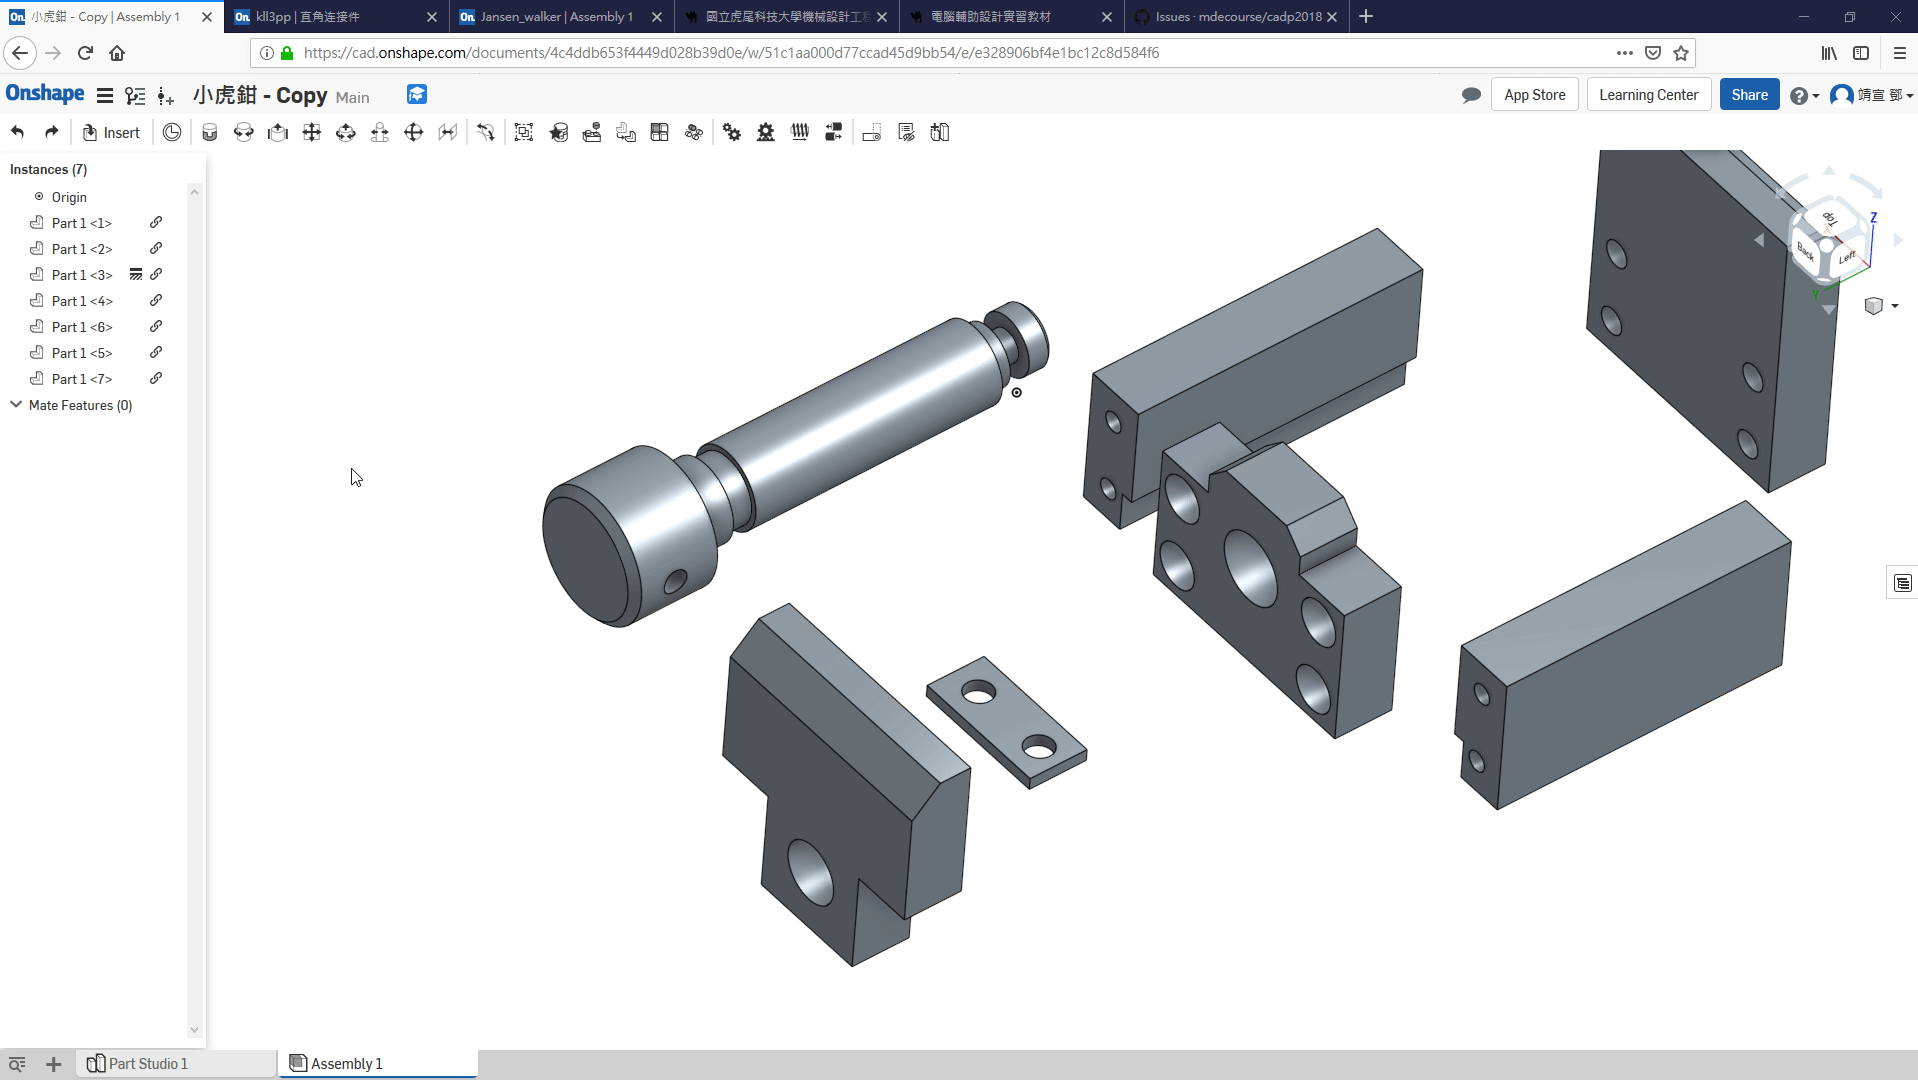 小虎鉗 - Copy | Assembly 1
kll3pp | 直角连接件
Jansen_walker | Assembly 1
國立虎尾科技大學機械設計工程
電腦輔助設計實習教材
Issues · mdecourse/cadp2018
https://cad.onshape.com/documents/4c4ddb653f4449d028b39d0e/w/51c1aa000d77ccad45d9bb54/e/e328906bf4e1bc12c8d584f6
Onshape
小虎鉗 - Copy Main
App Store
Learning Center
Share
靖宣 鄧
Insert
Instances (7)
Origin
Part 1 <1>
Part 1 <2>
Part 1 <3>
Part 1 <4>
Part 1 <6>
Part 1 <5>
Part 1 <7>
Mate Features (0)
Top
Back
Left
Z
X
Y
Part Studio 1
Assembly 1